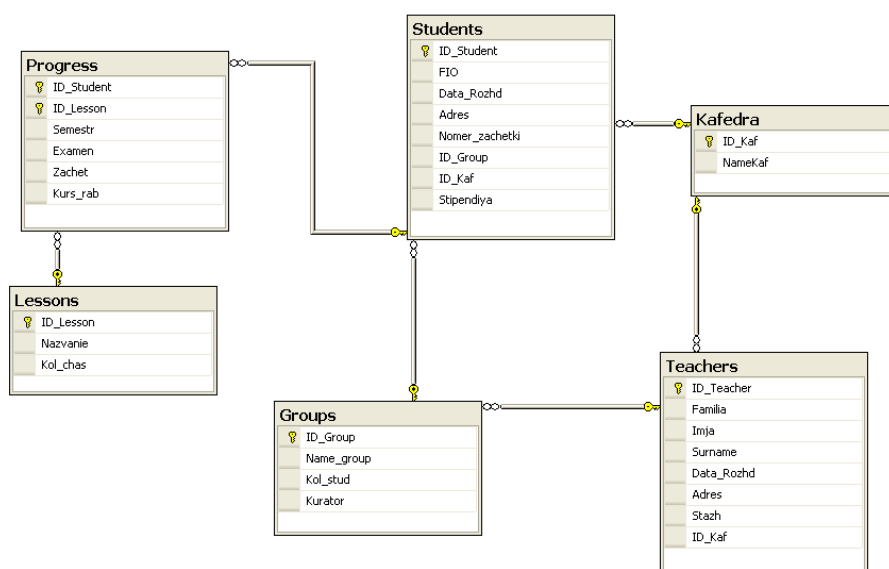 Progress
ID_Student
ID_Lesson
Semestr
Examen
Zachet
Kurs_rab
Students
ID_Student
FIO
Data_Rozhd
Adres
Nomer_zachetki
ID_Group
ID_Kaf
Stipendiya
Kafedra
ID_Kaf
NameKaf
Lessons
ID_Lesson
Nazvanie
Kol_chas
Groups
ID_Group
Name_group
Kol_stud
Kurator
Teachers
ID_Teacher
Familia
Imja
Surname
Data_Rozhd
Adres
Stazh
ID_Kaf